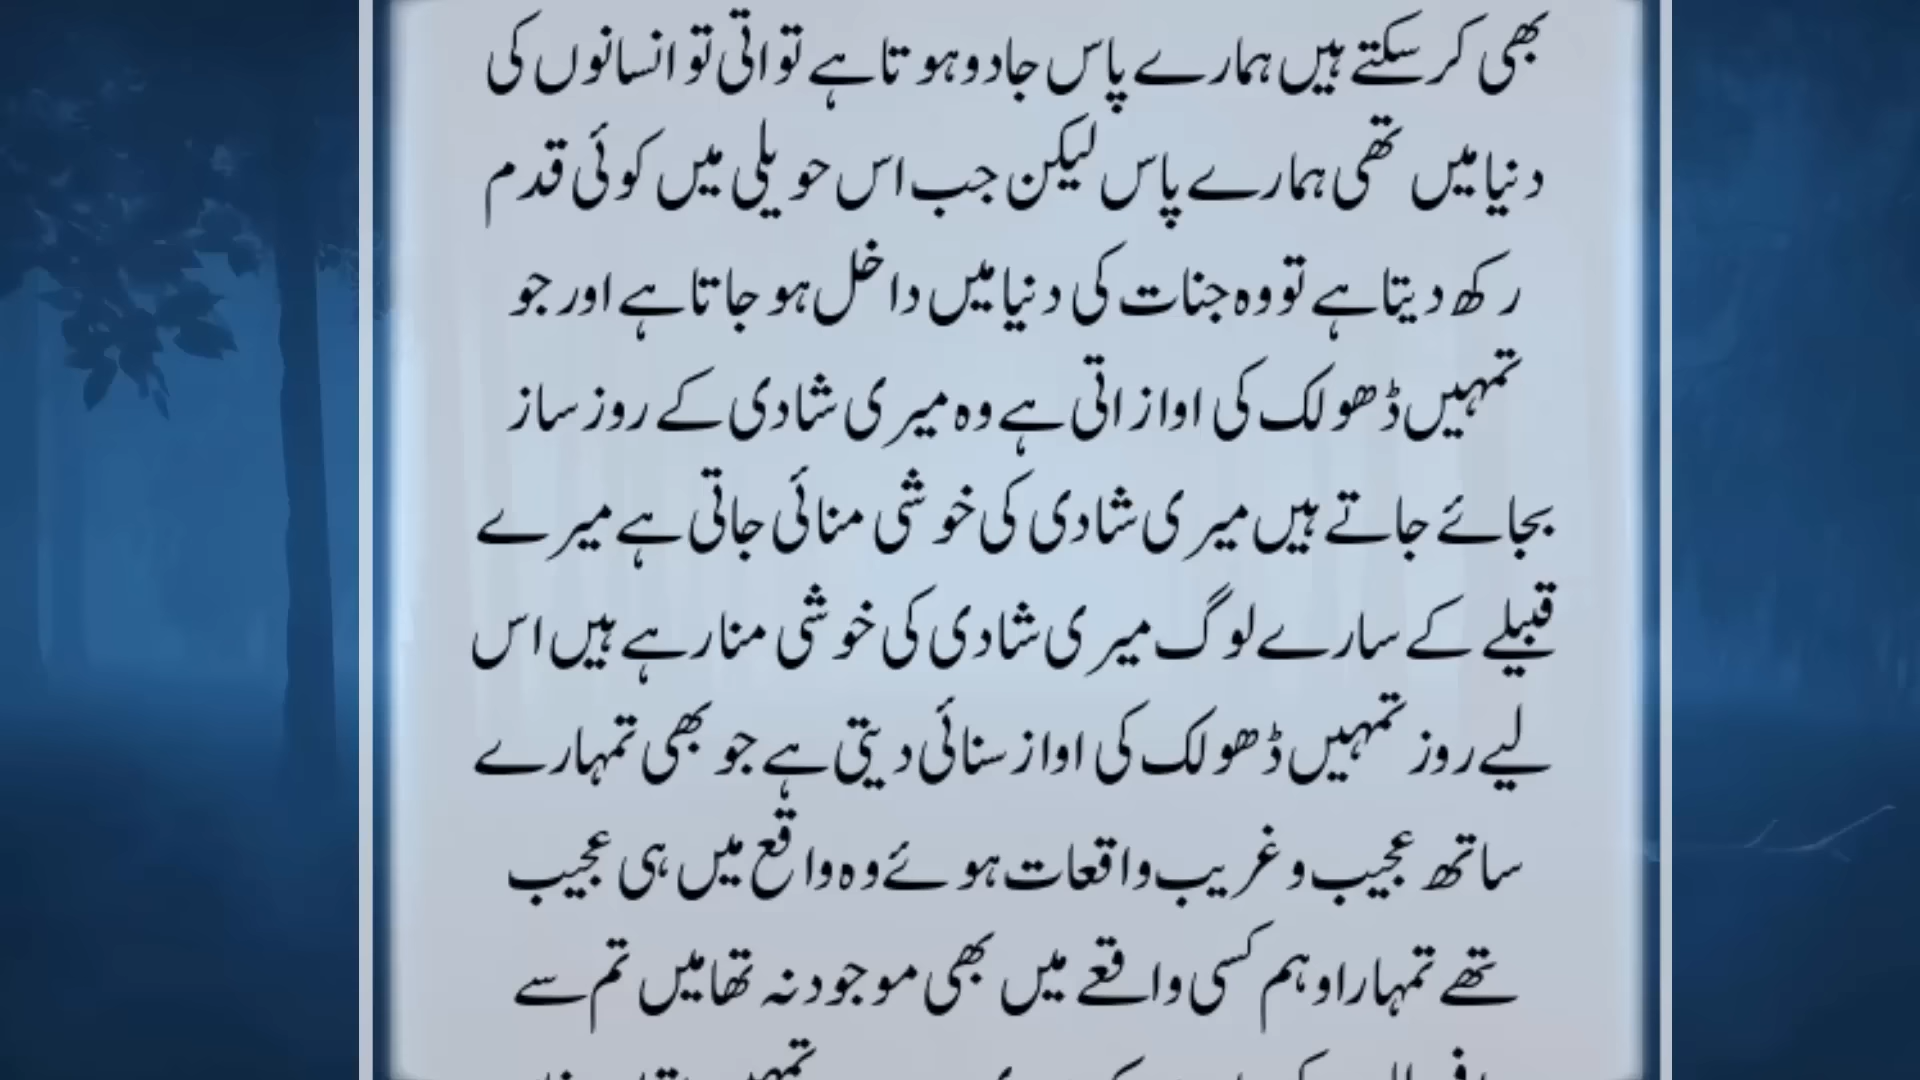 بھی کر سکتے ہیں ہمارے پاس جادو ہوتا ہے تو اتی تو انسانوں کی
دنیا میں تھی ہمارے پاس لیکن جب اس حویلی میں کوئی قدم
رکھ دیتا ہے تو وہ جنات کی دنیا میں داخل ہو جاتا ہے اور جو
تمہیں ڈھولک کی اواز اتی ہے وہ میری شادی کے روز ساز
بجائے جاتے ہیں میری شادی کی خوشی منائی جاتی ہے میرے
قبیلے کے سارے لوگ میری شادی کی خوشی منا رہے ہیں اس
لیے روز تمہیں ڈھولک کی اواز سنائی دیتی ہے جو بھی تمہارے
ساتھ عجیب و غریب واقعات ہوئے وہ واقع میں ہی عجیب
تھے تمہارا وہم کسی واقعے میں بھی موجود نہ تھا میں تم سے